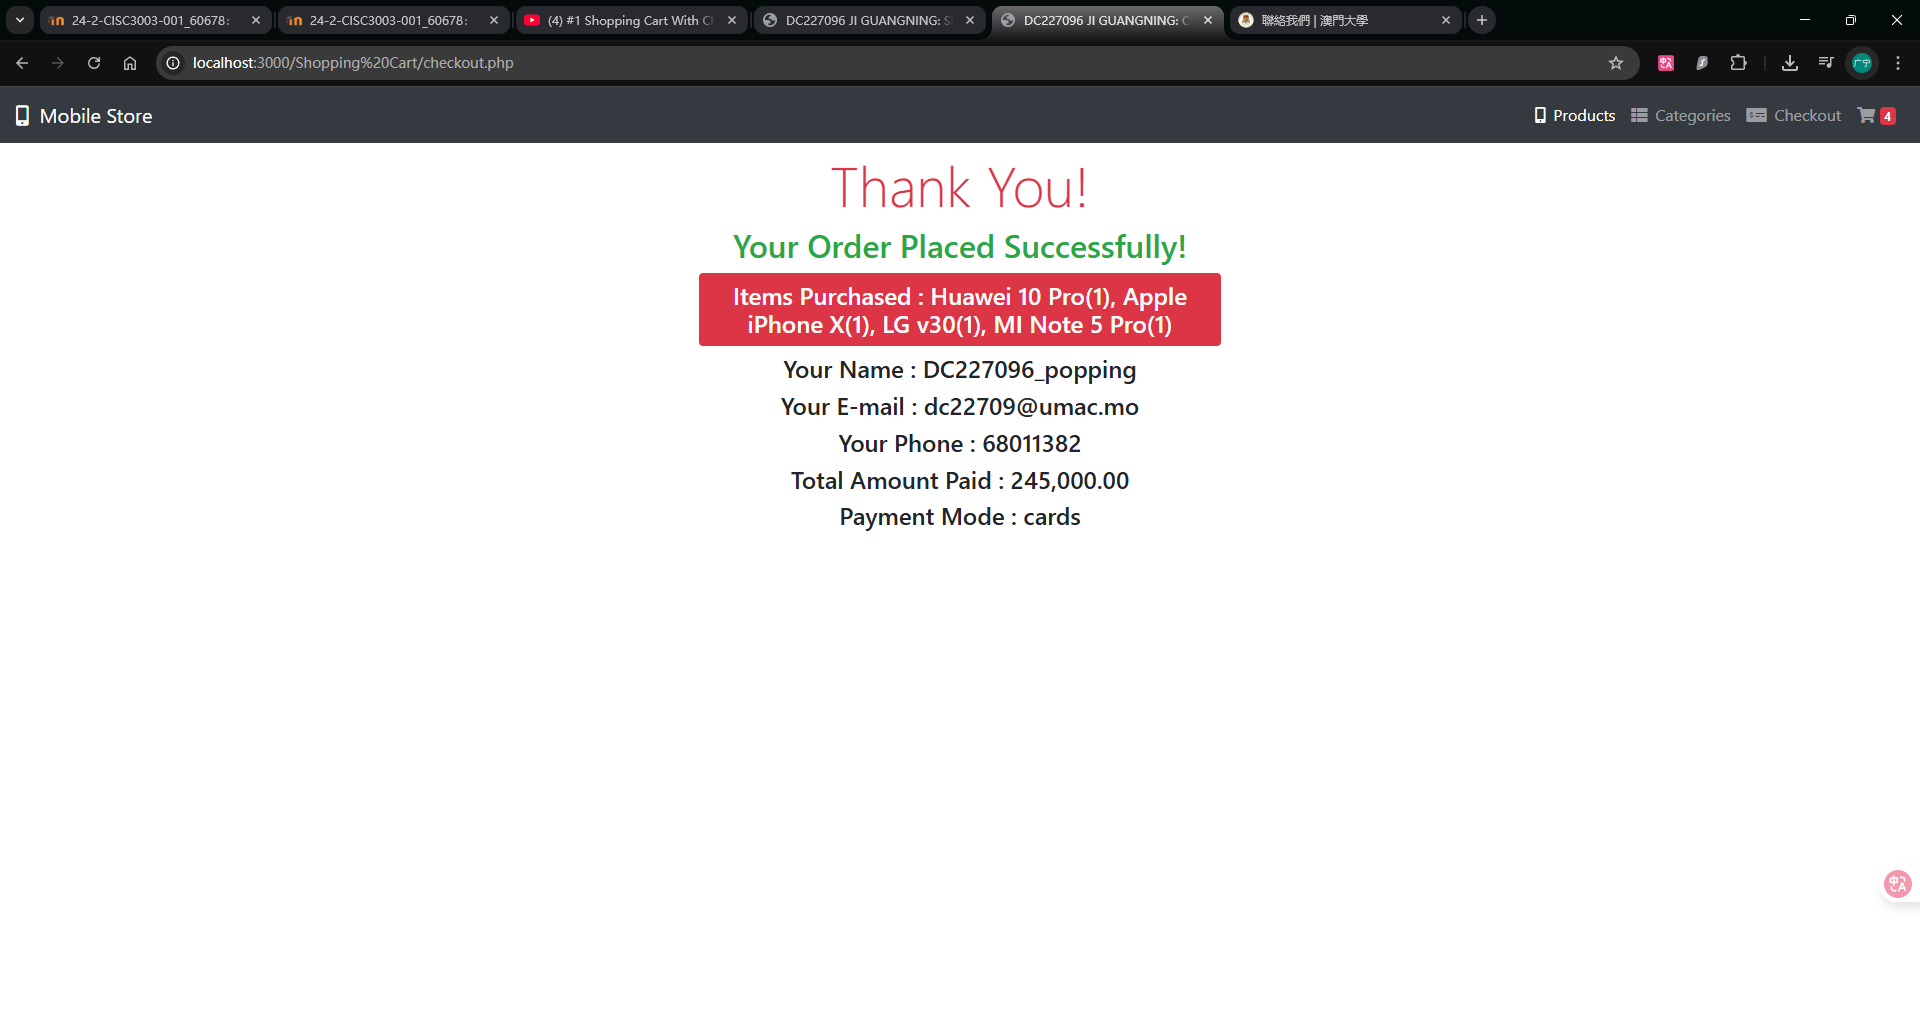 24-2-CISC3003-001_60678:
24-2-CISC3003-001_60678:
(4) #1 Shopping Cart With Ch
DC227096 JI GUANGNING: S
DC227096 JI GUANGNING: C
聯絡我們 | 澳門大學
localhost:3000/Shopping%20Cart/checkout.php
广宁
Mobile Store
Products
Categories
Checkout
4
Thank You!
Your Order Placed Successfully!
Items Purchased : Huawei 10 Pro(1), Apple
iPhone X(1), LG v30(1), MI Note 5 Pro(1)
Your Name : DC227096_popping
Your E-mail : dc22709@umac.mo
Your Phone : 68011382
Total Amount Paid : 245,000.00
Payment Mode : cards